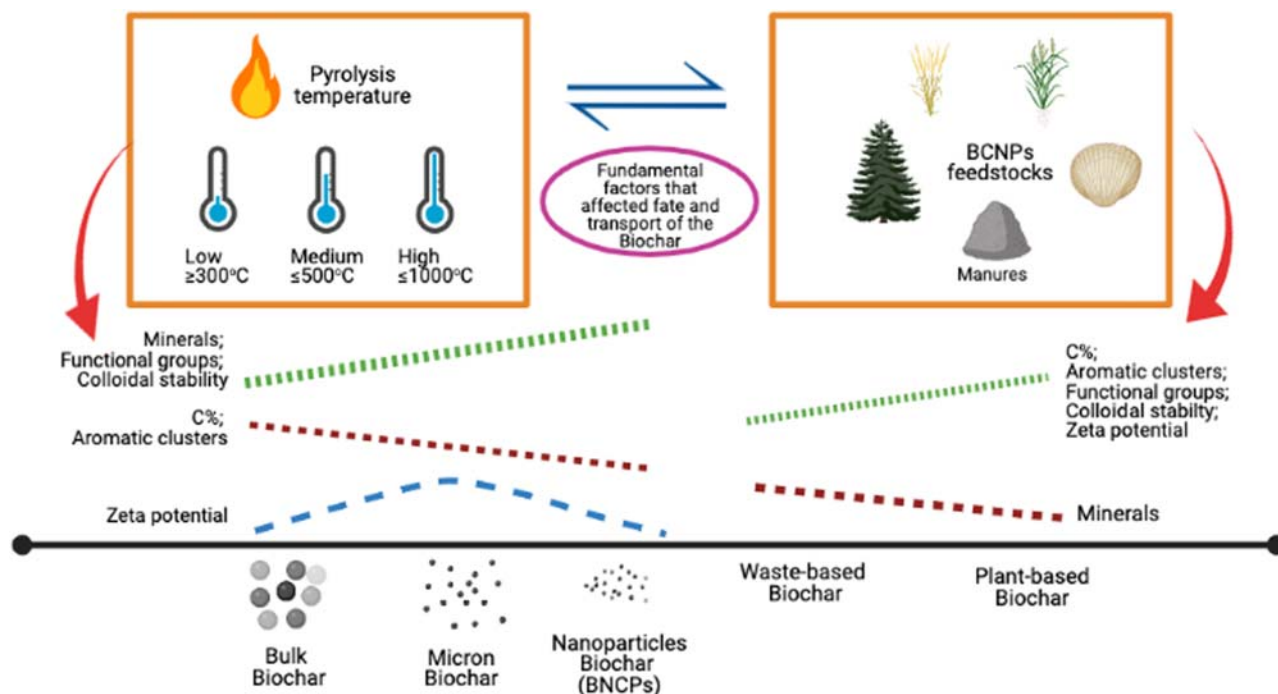 Pyrolysis
temperature
Low
≥300°C
Medium
≤500°C
High
≤1000°C
Fundamental
factors that
affected fate and
transport of the
Biochar
BCNPs
feedstocks
Manures
Minerals;
Functional groups;
Colloidal stability
C%;
Aromatic clusters
Zeta potential
C%;
Aromatic clusters;
Functional groups;
Colloidal stabilty;
Zeta potential
Minerals
Bulk
Biochar
Micron
Biochar
Nanoparticles
Biochar
(BNCPs)
Waste-based
Biochar
Plant-based
Biochar